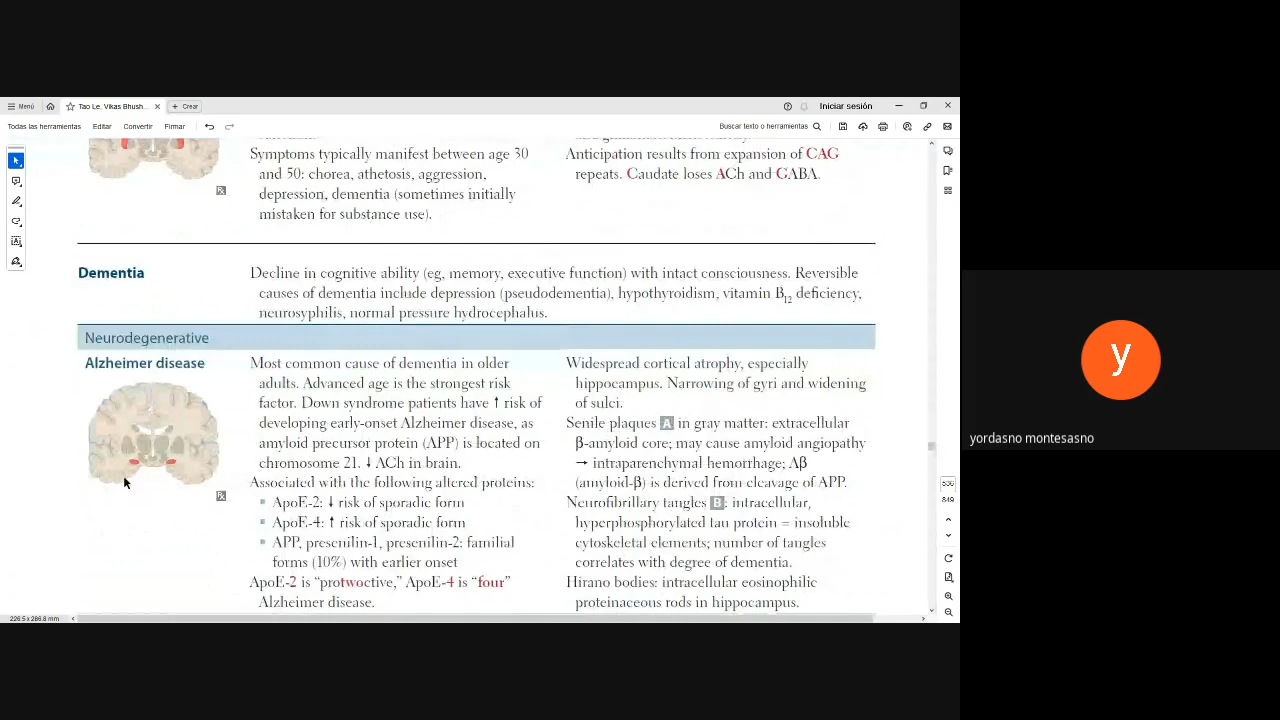 Menú
Tao Le, Vikas Bhush...
Crear
Iniciar sesión
Todas las herramientas Editar Convertir Firmar
Buscar texto o herramientas
Symptoms typically manifest between age 30
and 50: chorea, athetosis, aggression,
depression, dementia (sometimes initially
mistaken for substance use).
Anticipation results from expansion of CAG
repeats. Caudate loses ACh and GABA.
Dementia
Decline in cognitive ability (eg, memory, executive function) with intact consciousness. Reversible
causes of dementia include depression (pseudodementia), hypothyroidism, vitamin B12 deficiency,
neurosyphilis, normal pressure hydrocephalus.
Neurodegenerative
Alzheimer disease
Most common cause of dementia in older
adults. Advanced age is the strongest risk
factor. Down syndrome patients have ↑ risk of
developing early-onset Alzheimer disease, as
amyloid precursor protein (APP) is located on
chromosome 21. ↓ ACh in brain.
Associated with the following altered proteins:
▪ ApoE-2: ↓ risk of sporadic form
▪ ApoE-4: ↑ risk of sporadic form
▪ APP, presenilin-1, presenilin-2: familial
forms (10%) with earlier onset
ApoE-2 is “protwoctive,” ApoE-4 is “four”
Alzheimer disease.
Widespread cortical atrophy, especially
hippocampus. Narrowing of gyri and widening
of sulci.
Senile plaques A in gray matter: extracellular
β-amyloid core; may cause amyloid angiopathy
→ intraparenchymal hemorrhage; Aβ
(amyloid-β) is derived from cleavage of APP.
Neurofibrillary tangles B: intracellular,
hyperphosphorylated tau protein = insoluble
cytoskeletal elements; number of tangles
correlates with degree of dementia.
Hirano bodies: intracellular eosinophilic
proteinaceous rods in hippocampus.
849
226.5 x 286.8 mm
y
yordasno montesasno